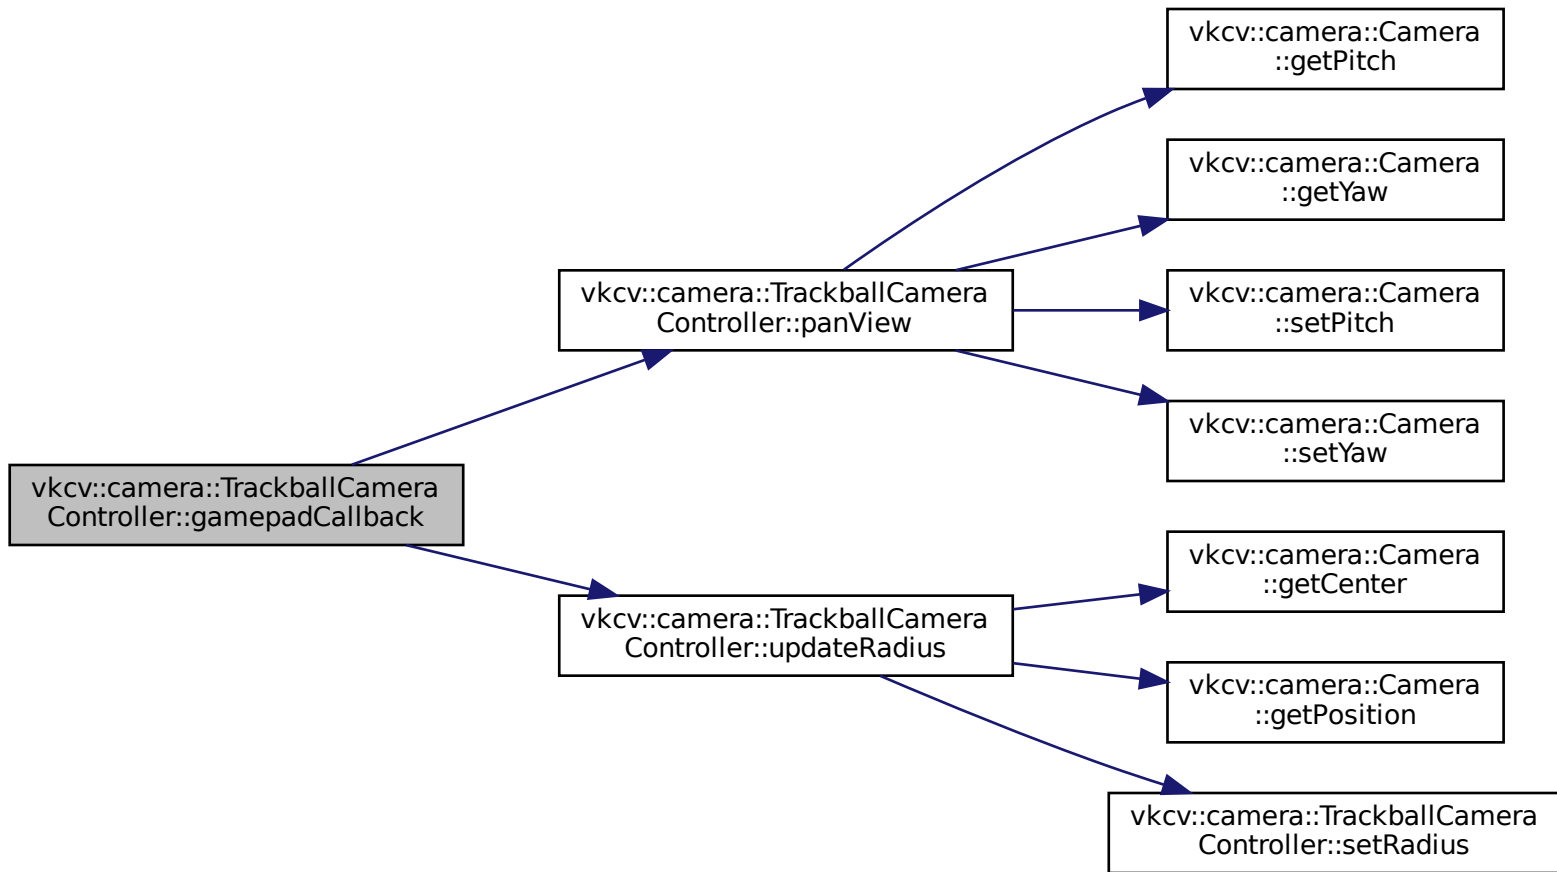 vkcv::camera::Camera
::getPitch
vkcv::camera::Camera
::getYaw
vkcv::camera::TrackballCamera
Controller::panView
vkcv::camera::Camera
::setPitch
vkcv::camera::Camera
::setYaw
vkcv::camera::TrackballCamera
Controller::gamepadCallback
vkcv::camera::Camera
::getCenter
vkcv::camera::TrackballCamera
Controller::updateRadius
vkcv::camera::Camera
::getPosition
vkcv::camera::TrackballCamera
Controller::setRadius